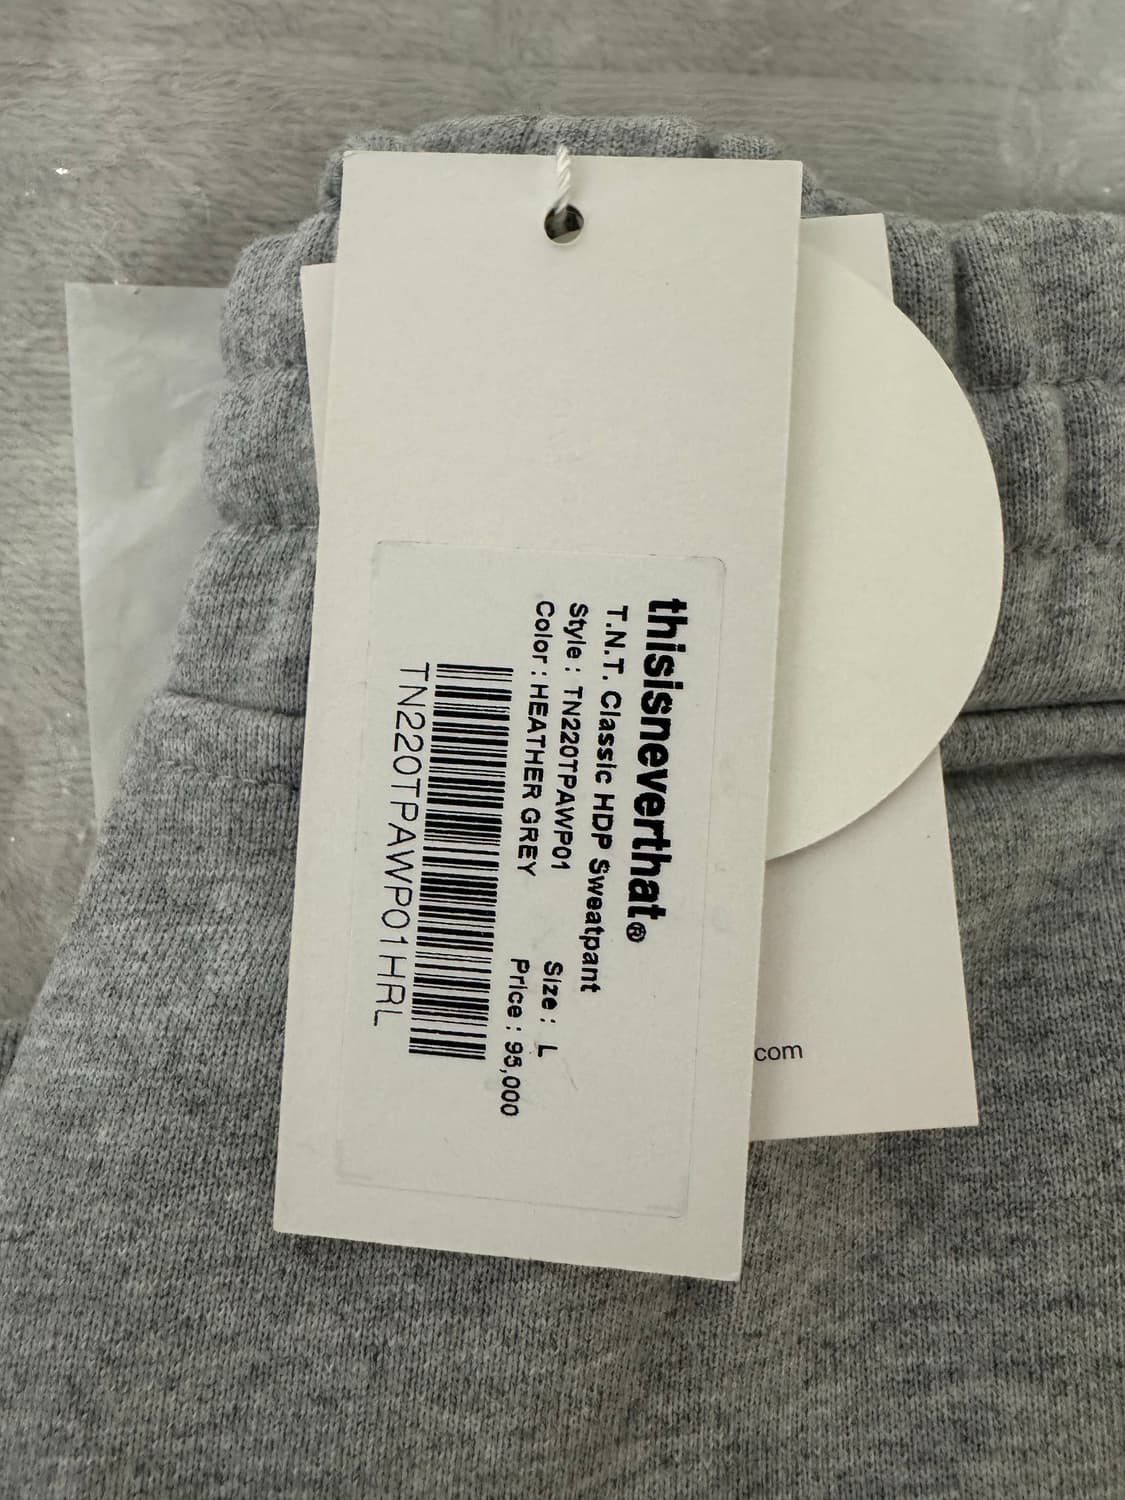 thisisneverthat®
T.N.T. Classic HDP Sweatpant
Style : TN220TPAWP01 Size : L
Color : HEATHER GREY Price : 95,000
TN220TPAWP01HRL
com